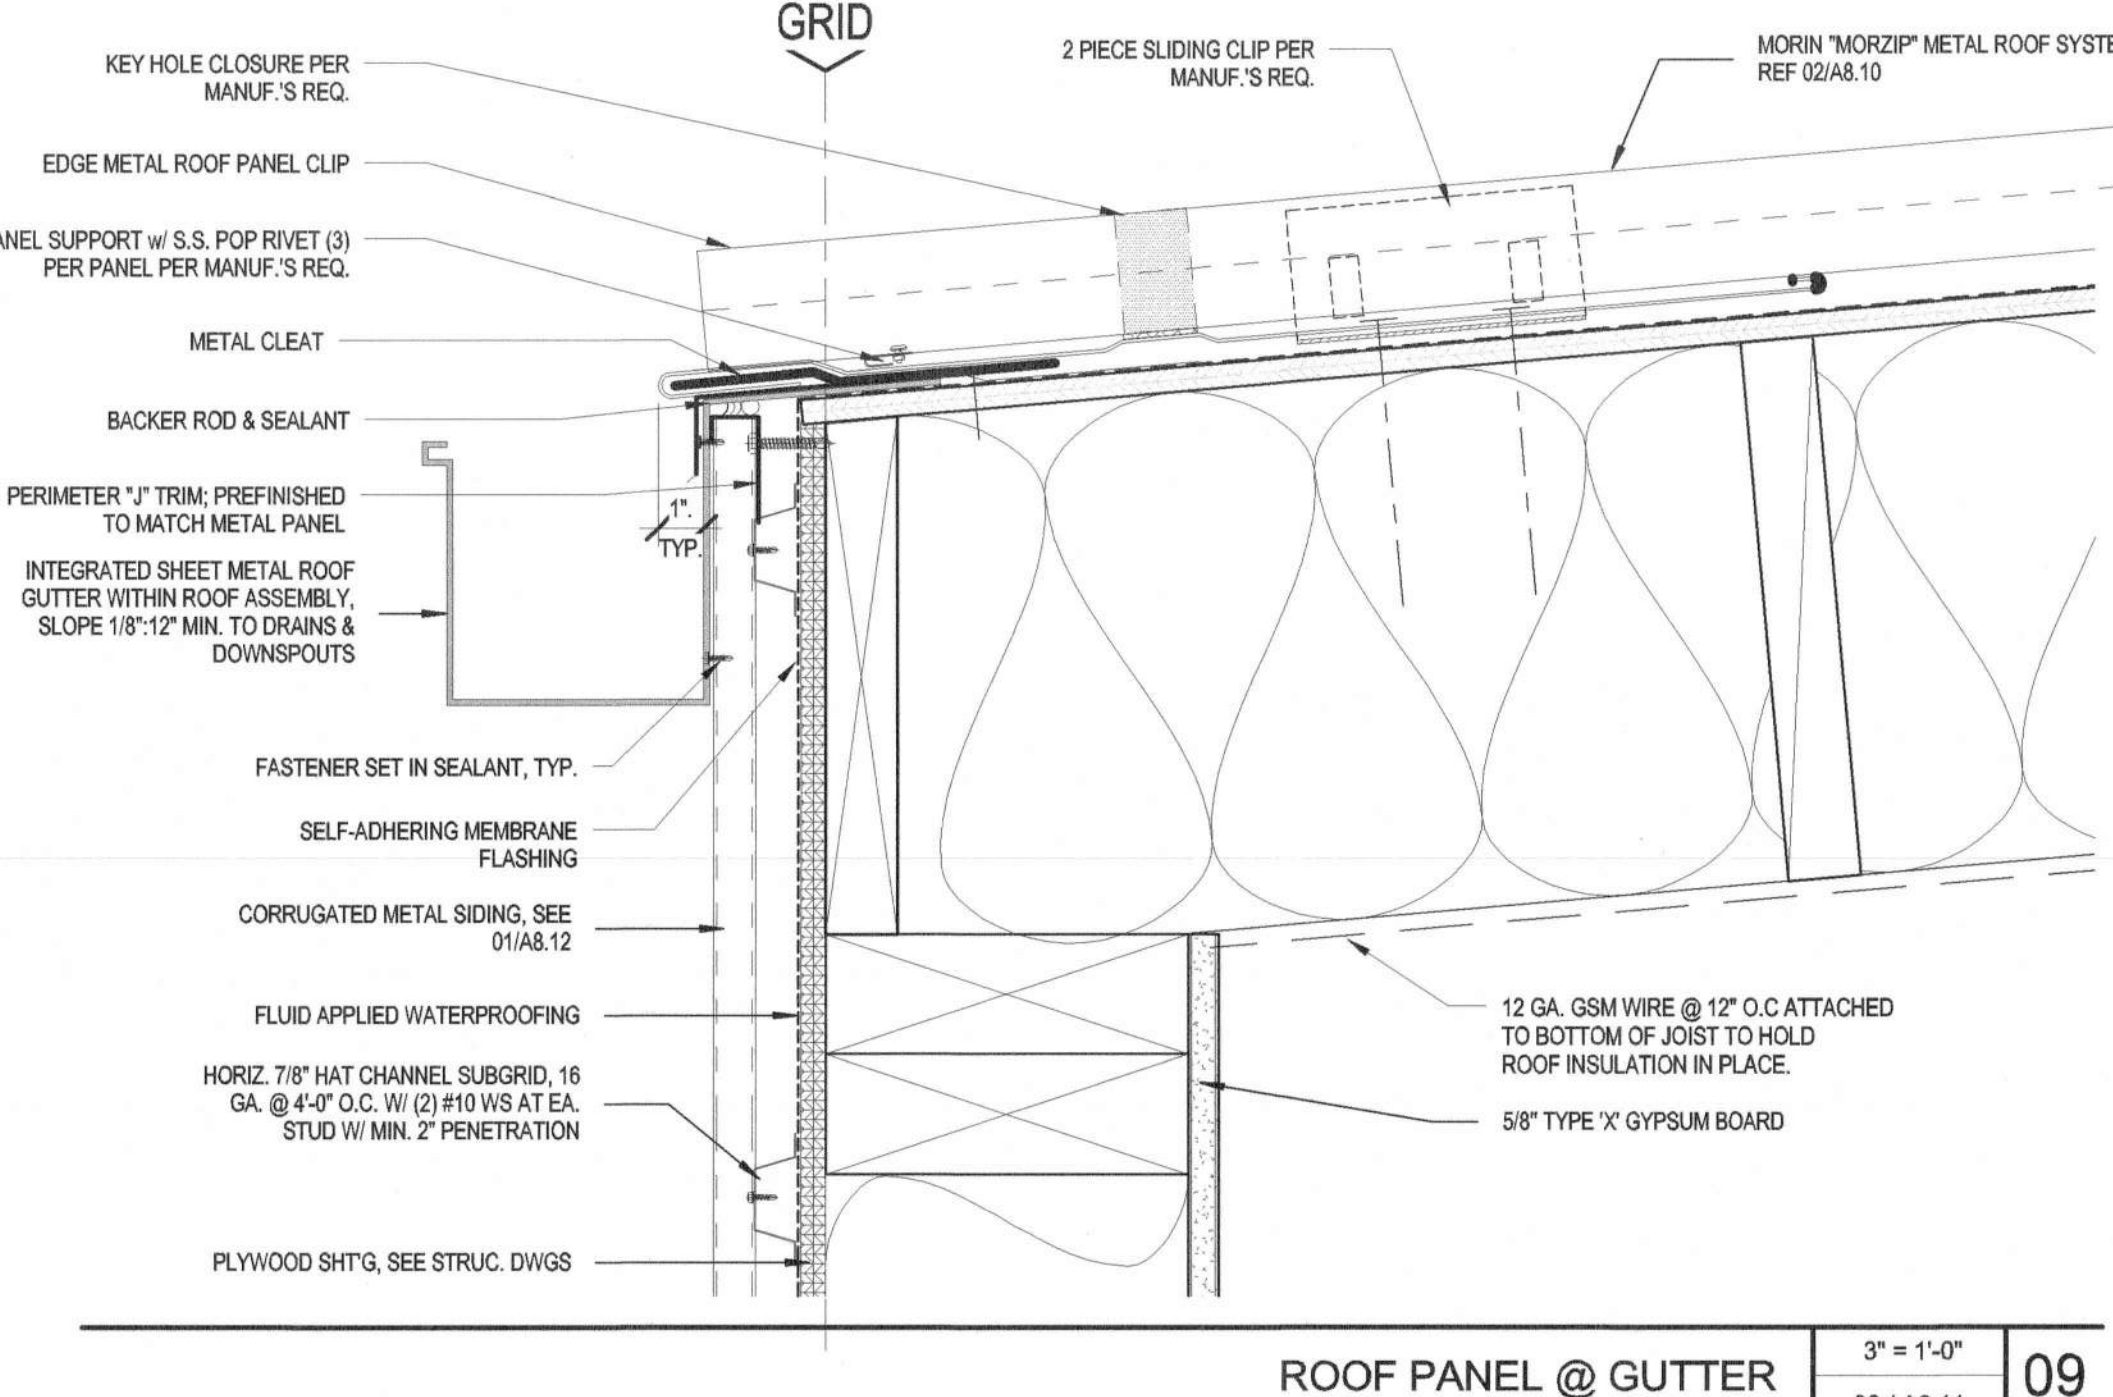 GRID
KEY HOLE CLOSURE PER
MANUF.'S REQ.
2 PIECE SLIDING CLIP PER
MANUF.'S REQ.
MORIN "MORZIP" METAL ROOF SYSTE
REF 02/A8.10
EDGE METAL ROOF PANEL CLIP
ANEL SUPPORT w/ S.S. POP RIVET (3)
PER PANEL PER MANUF.'S REQ.
METAL CLEAT
BACKER ROD & SEALANT
PERIMETER "J" TRIM; PREFINISHED
TO MATCH METAL PANEL
1".
TYP.
INTEGRATED SHEET METAL ROOF
GUTTER WITHIN ROOF ASSEMBLY,
SLOPE 1/8":12" MIN. TO DRAINS &
DOWNSPOUTS
FASTENER SET IN SEALANT, TYP.
SELF-ADHERING MEMBRANE
FLASHING
CORRUGATED METAL SIDING, SEE
01/A8.12
FLUID APPLIED WATERPROOFING
HORIZ. 7/8" HAT CHANNEL SUBGRID, 16
GA. @ 4'-0" O.C. W/ (2) #10 WS AT EA.
STUD W/ MIN. 2" PENETRATION
PLYWOOD SHT'G, SEE STRUC. DWGS
12 GA. GSM WIRE @ 12" O.C ATTACHED
TO BOTTOM OF JOIST TO HOLD
ROOF INSULATION IN PLACE.
5/8" TYPE 'X' GYPSUM BOARD
ROOF PANEL @ GUTTER
3" = 1'-0"
09